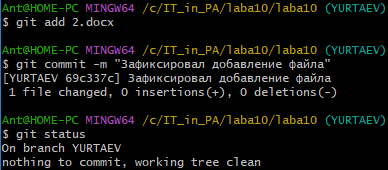 Ant@HOME-PC MINGW64 /c/IT_in_PA/laba10/laba10 (YURTAEV)
$ git add 2.docx
Ant@HOME-PC MINGW64 /c/IT_in_PA/laba10/laba10 (YURTAEV)
$ git commit -m "Зафиксировал добавление файла"
[YURTAEV 69c337c] Зафиксировал добавление файла
1 file changed, 0 insertions(+), 0 deletions(-)
Ant@HOME-PC MINGW64 /c/IT_in_PA/laba10/laba10 (YURTAEV)
$ git status
On branch YURTAEV
nothing to commit, working tree clean